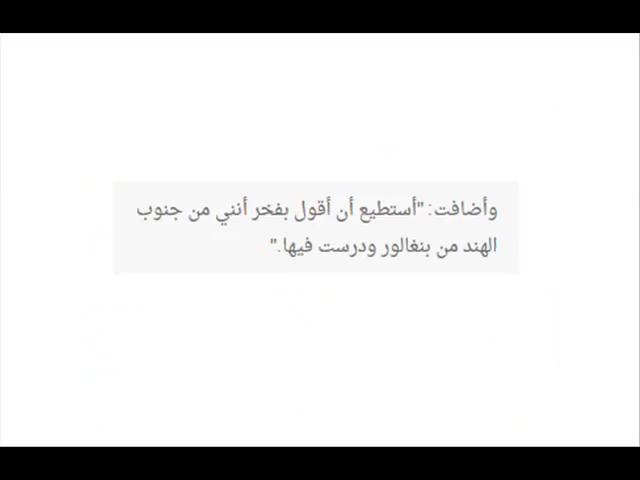 وأضافت: "أستطيع أن أقول بفخر أنني من جنوب
الهند من بنغالور ودرست فيها."